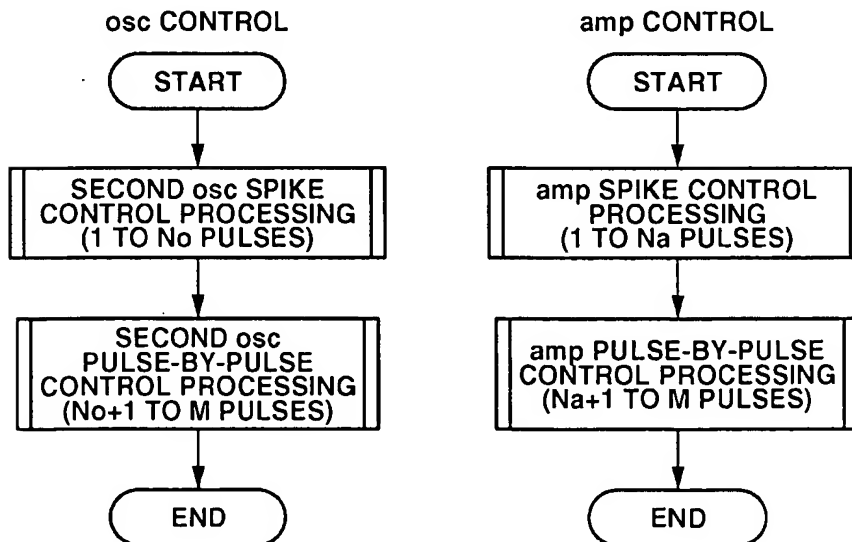 osc CONTROL
START
SECOND osc SPIKE
CONTROL PROCESSING
(1 TO No PULSES)
SECOND osc
PULSE-BY-PULSE
CONTROL PROCESSING
(No+1 TO M PULSES)
END
amp CONTROL
START
amp SPIKE CONTROL
PROCESSING
(1 TO Na PULSES)
amp PULSE-BY-PULSE
CONTROL PROCESSING
(Na+1 TO M PULSES)
END